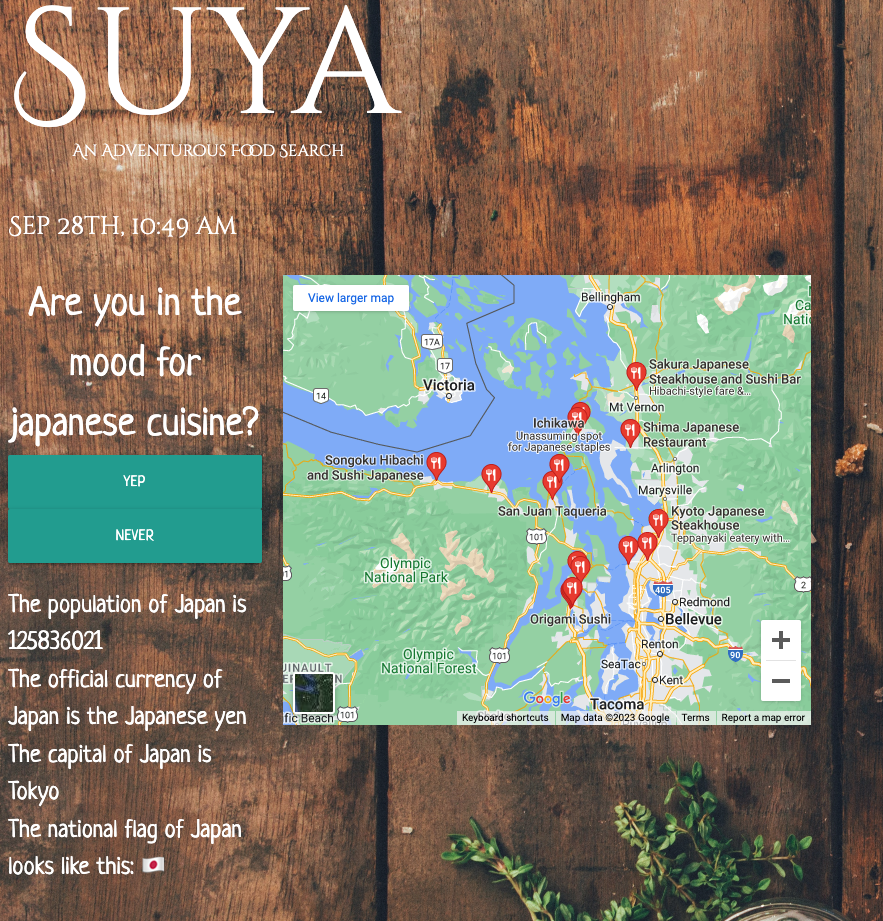 SUYA
An Adventurous Food Search
Sep 28th, 10:49 AM
Are you in the
mood for
japanese cuisine?
YEP
NEVER
The population of Japan is
125836021
The official currency of
Japan is the Japanese yen
The capital of Japan is
Tokyo
The national flag of Japan
looks like this: 🇯🇵
View larger map
Bellingham
17A
17
Victoria
14
Sakura Japanese
Steakhouse and Sushi Bar
Hibachi-style fare &...
Mt Vernon
Ichikawa
Unassuming spot
for Japanese staples
Shima Japanese
Restaurant
Songoku Hibachi
and Sushi Japanese
Arlington
Marysville
San Juan Taqueria
Kyoto Japanese
Steakhouse
Teppanyaki eatery with...
101
Olympic
National Park
2
405
Redmond
Origami Sushi
Bellevue
Renton
Olympic
National Forest
101
90
SeaTac
Kent
Google
Tacoma
101
Keyboard shortcuts
Map data ©2023 Google
Terms
Report a map error